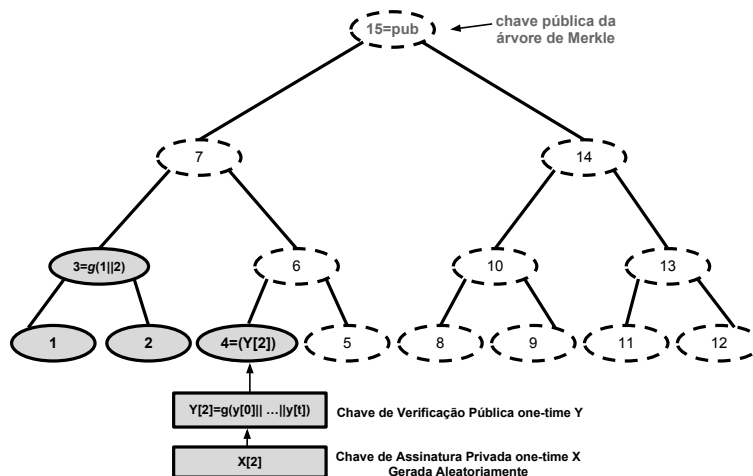 15=pub
chave pública da
árvore de Merkle
7
14
3=g(1||2)
6
10
13
1
2
4=(Y[2])
5
8
9
11
12
Y[2]=g(y[0]|| ...||y[t])
Chave de Verificação Pública one-time Y
X[2]
Chave de Assinatura Privada one-time X
Gerada Aleatoriamente